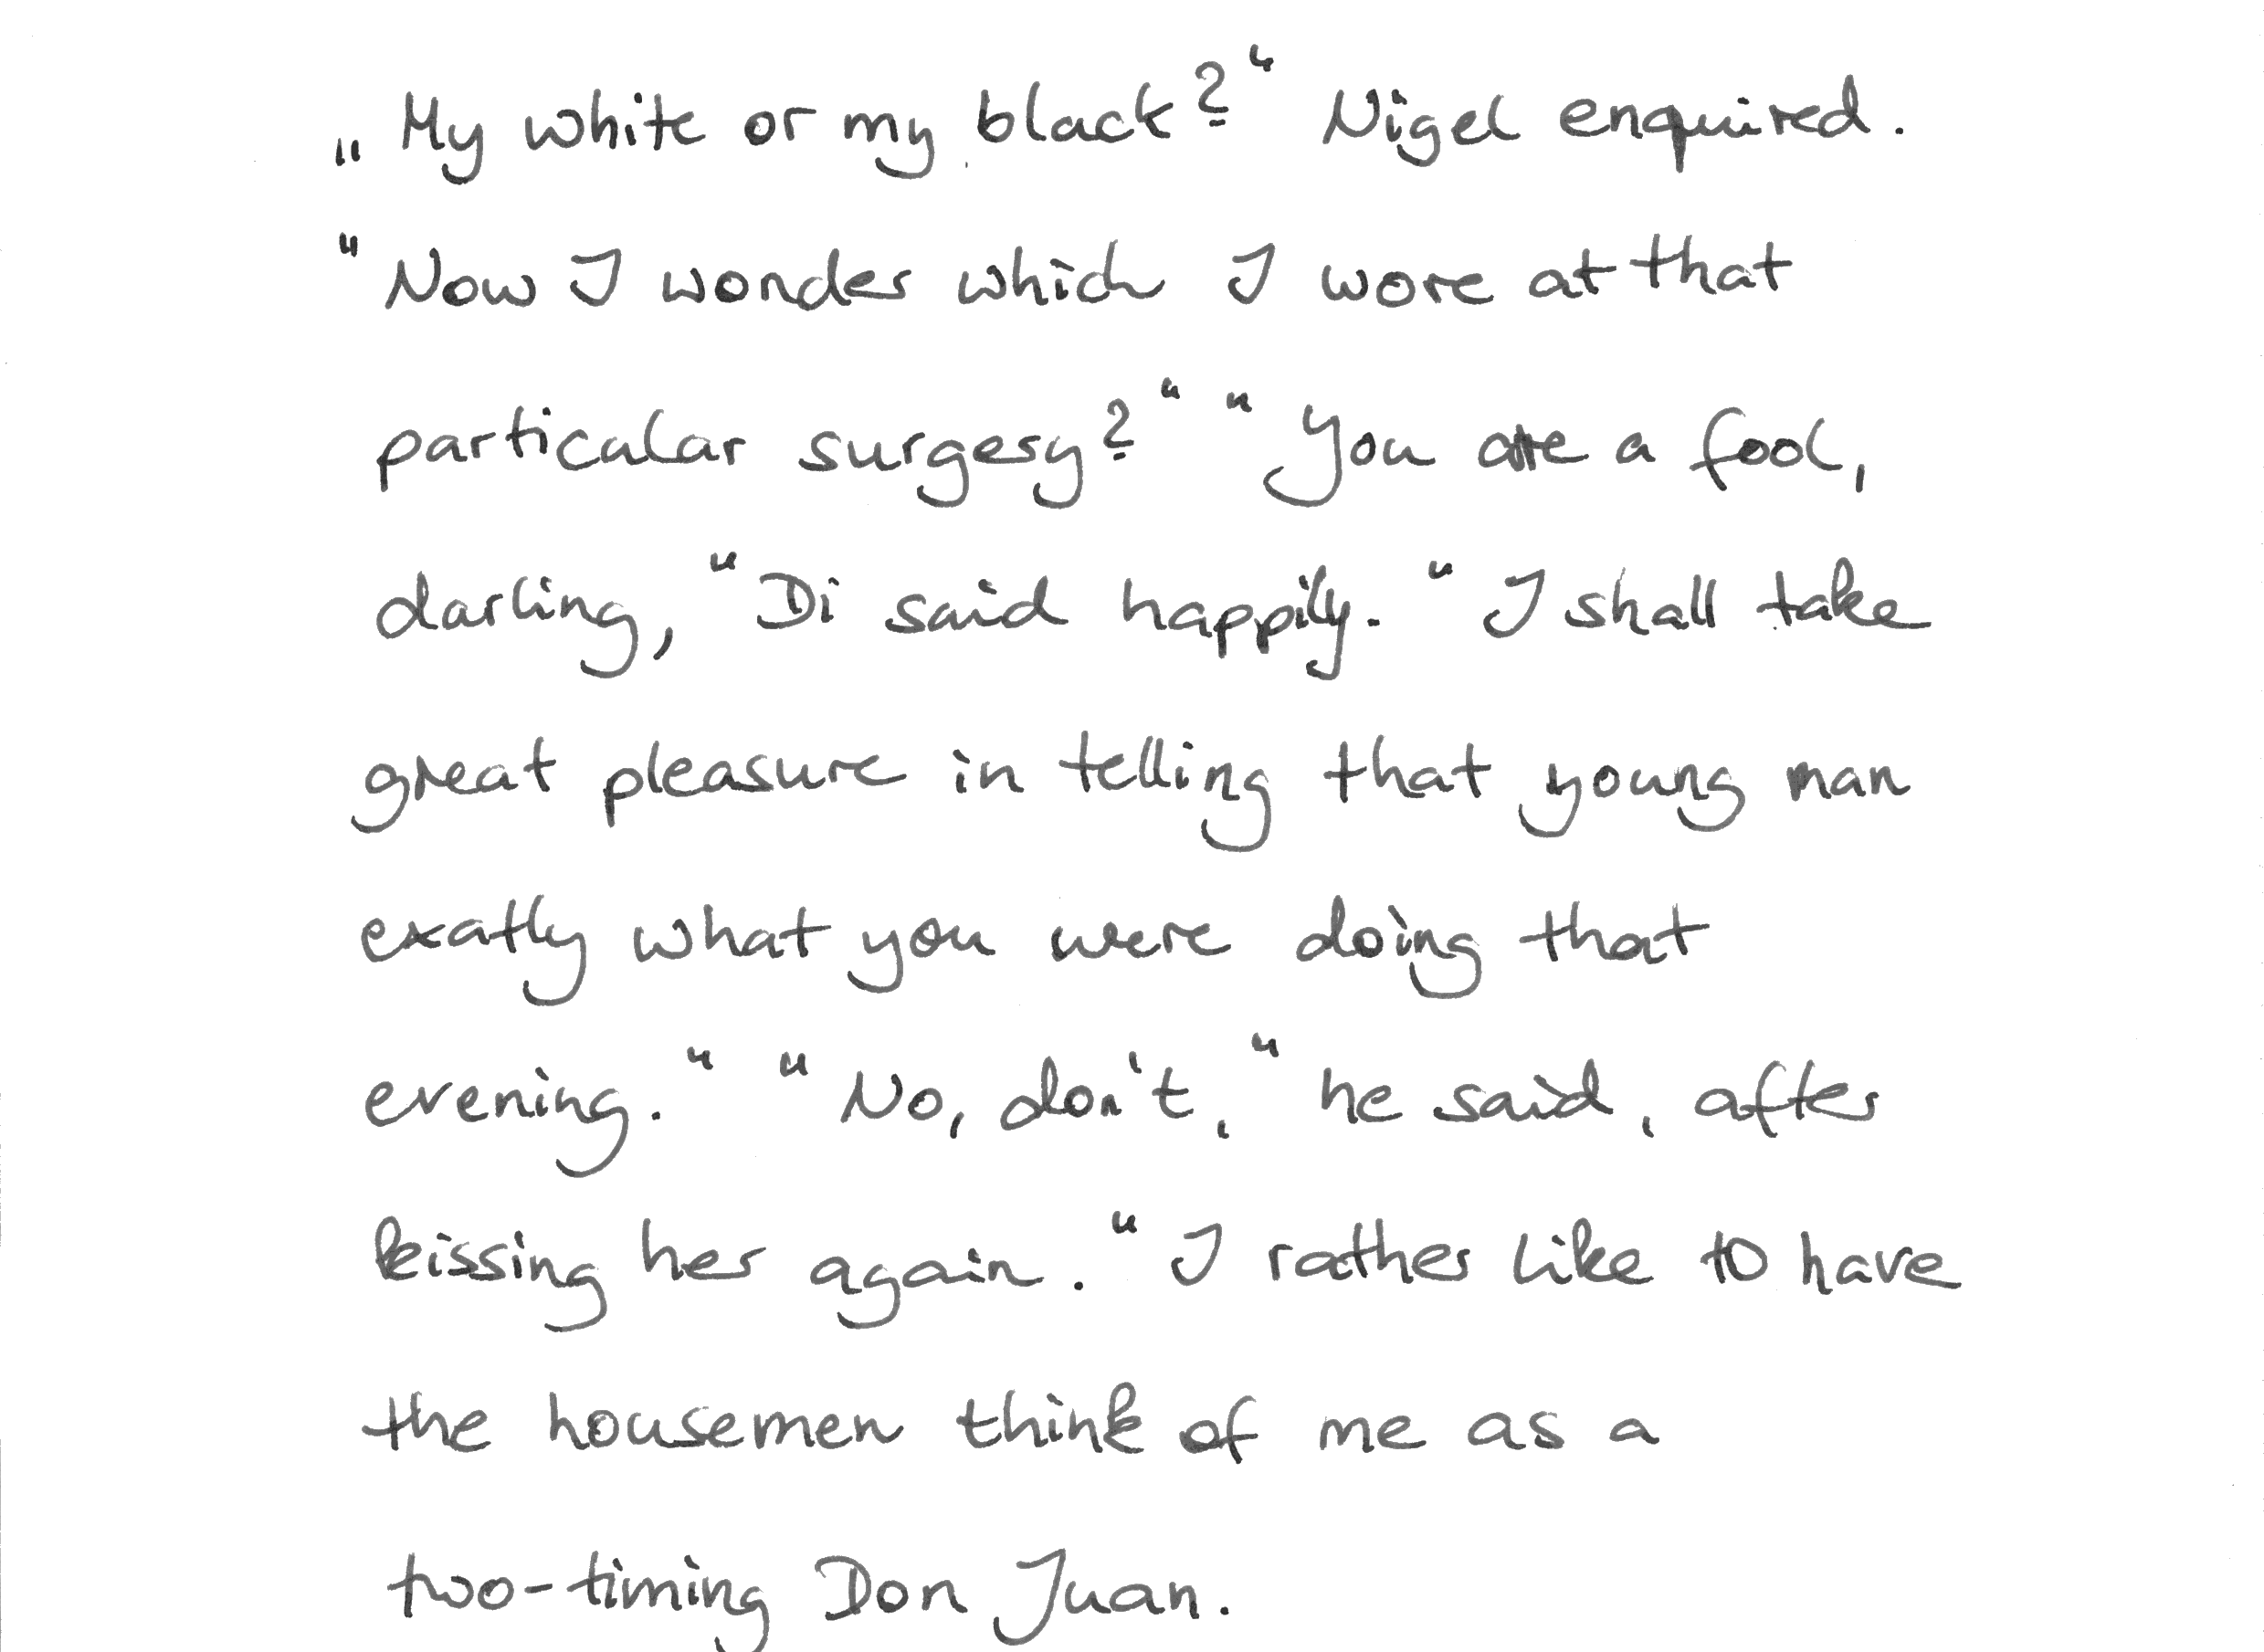 „My white or my black?“ Nigel enquired.
"Now I wonder which I wore at that
particular surgery?" "You are a fool,
darling," Di said happily. "I shall take
great pleasure in telling that young man
exatly what you were doing that
evening." "No, don't," he said, after
kissing her again. "I rather like to have
the housemen think of me as a
two-timing Don Juan.